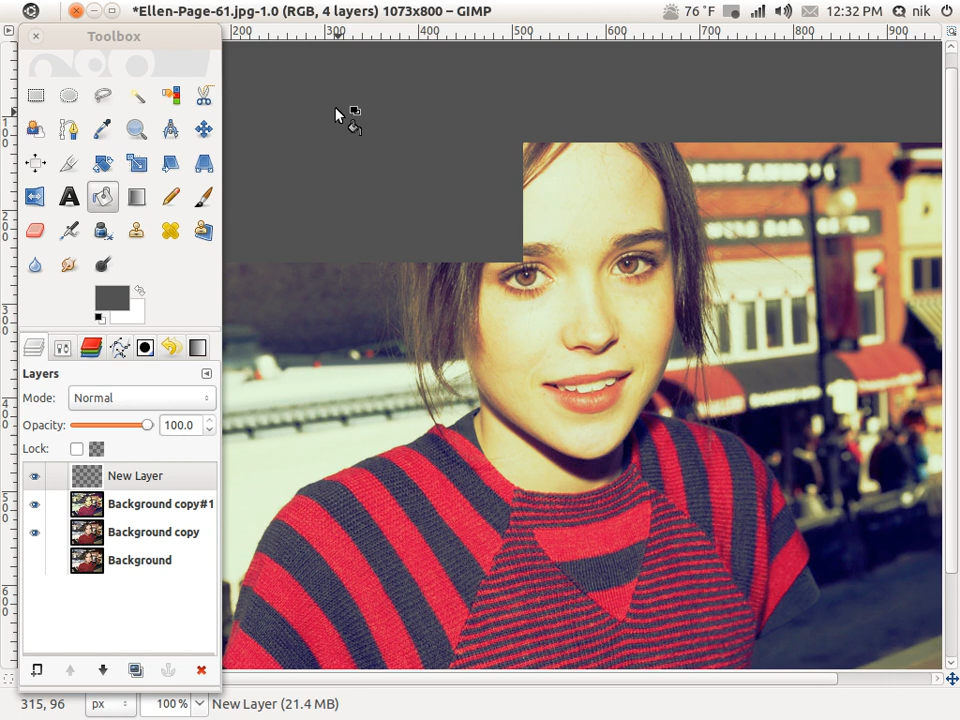 *Ellen-Page-61.jpg-1.0 (RGB, 4 layers) 1073x800 – GIMP
76 °F
12:32 PM
nik
Toolbox
200
300
400
500
600
700
800
900
Layers
Mode:
Normal
Opacity:
100.0
Lock:
New Layer
Background copy#1
Background copy
Background
315, 96
px
100 %
New Layer (21.4 MB)